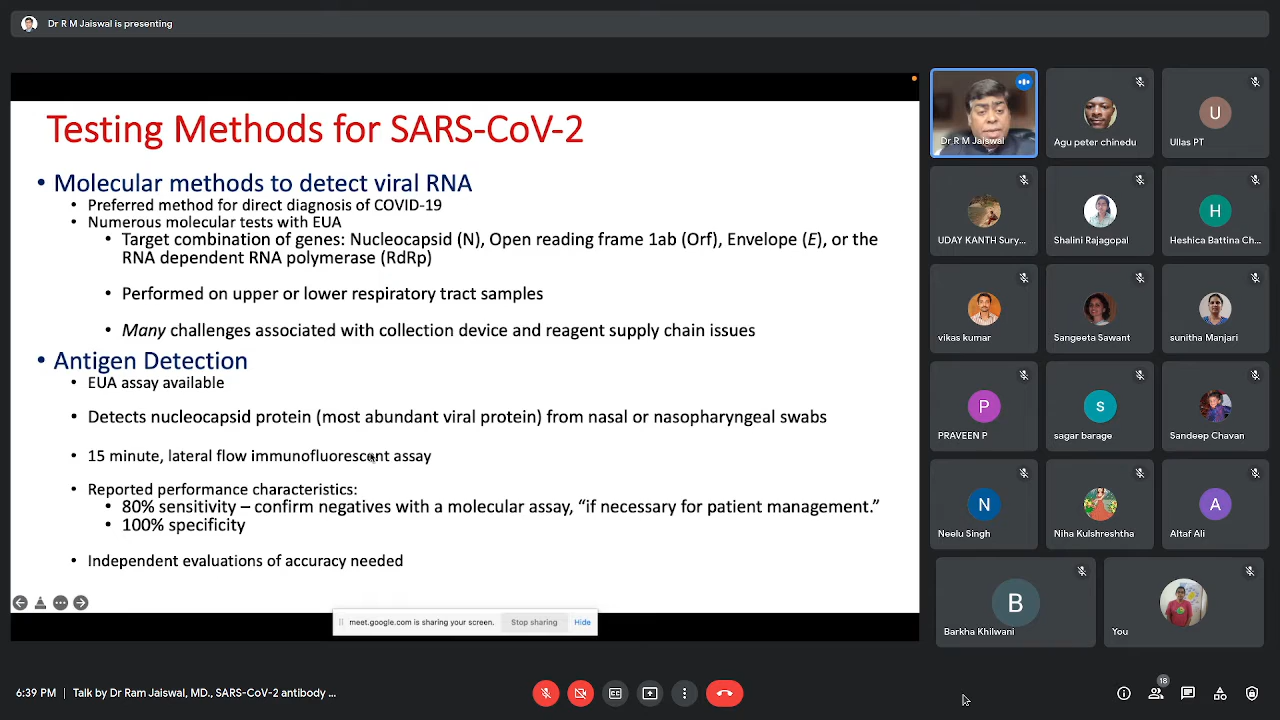 Dr R M Jaiswal is presenting
Testing Methods for SARS-CoV-2
• Molecular methods to detect viral RNA
• Preferred method for direct diagnosis of COVID-19
• Numerous molecular tests with EUA
• Target combination of genes: Nucleocapsid (N), Open reading frame 1ab (Orf), Envelope (E), or the
RNA dependent RNA polymerase (RdRp)
• Performed on upper or lower respiratory tract samples
• Many challenges associated with collection device and reagent supply chain issues
• Antigen Detection
• EUA assay available
• Detects nucleocapsid protein (most abundant viral protein) from nasal or nasopharyngeal swabs
• 15 minute, lateral flow immunofluorescent assay
• Reported performance characteristics:
• 80% sensitivity – confirm negatives with a molecular assay, “if necessary for patient management.”
• 100% specificity
• Independent evaluations of accuracy needed
meet.google.com is sharing your screen.
Stop sharing
Hide
Dr R M Jaiswal
Agu peter chinedu
U
Ullas PT
UDAY KANTH Sury...
Shalini Rajagopal
H
Heshica Battina Ch...
vikas kumar
Sangeeta Sawant
sunitha Manjari
P
PRAVEEN P
s
sagar barage
Sandeep Chavan
N
Neelu Singh
Niha Kulshreshtha
A
Altaf Ali
B
Barkha Khilwani
You
6:39 PM | Talk by Dr Ram Jaiswal, MD., SARS-CoV-2 antibody ...
18